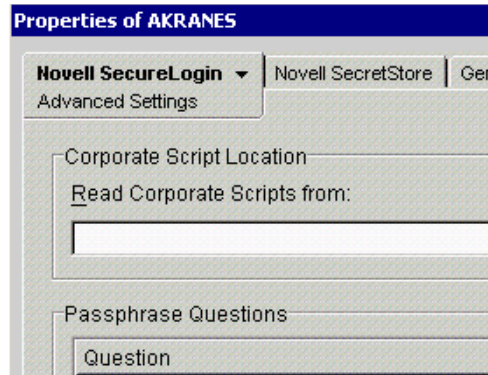 Properties of AKRANES
Novell SecureLogin Novell SecretStore
Advanced Settings
Corporate Script Location
Read Corporate Scripts from:
Passphrase Questions
Question